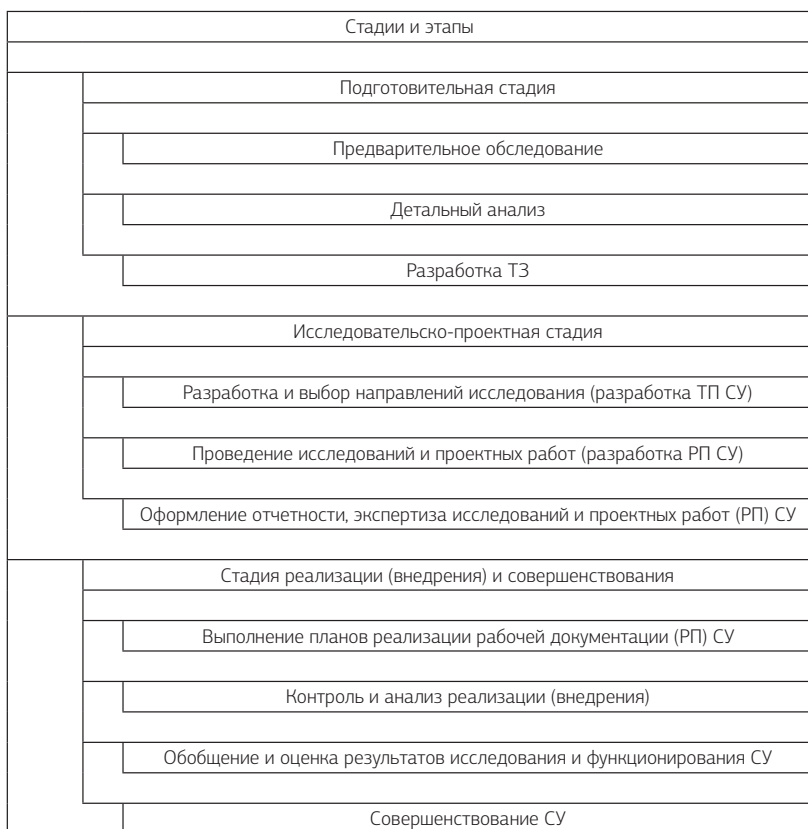 Стадии и этапы
Подготовительная стадия
Предварительное обследование
Детальный анализ
Разработка ТЗ
Исследовательско-проектная стадия
Разработка и выбор направлений исследования (разработка ТП СУ)
Проведение исследований и проектных работ (разработка РП СУ)
Оформление отчетности, экспертиза исследований и проектных работ (РП) СУ
Стадия реализации (внедрения) и совершенствования
Выполнение планов реализации рабочей документации (РП) СУ
Контроль и анализ реализации (внедрения)
Обобщение и оценка результатов исследования и функционирования СУ
Совершенствование СУ